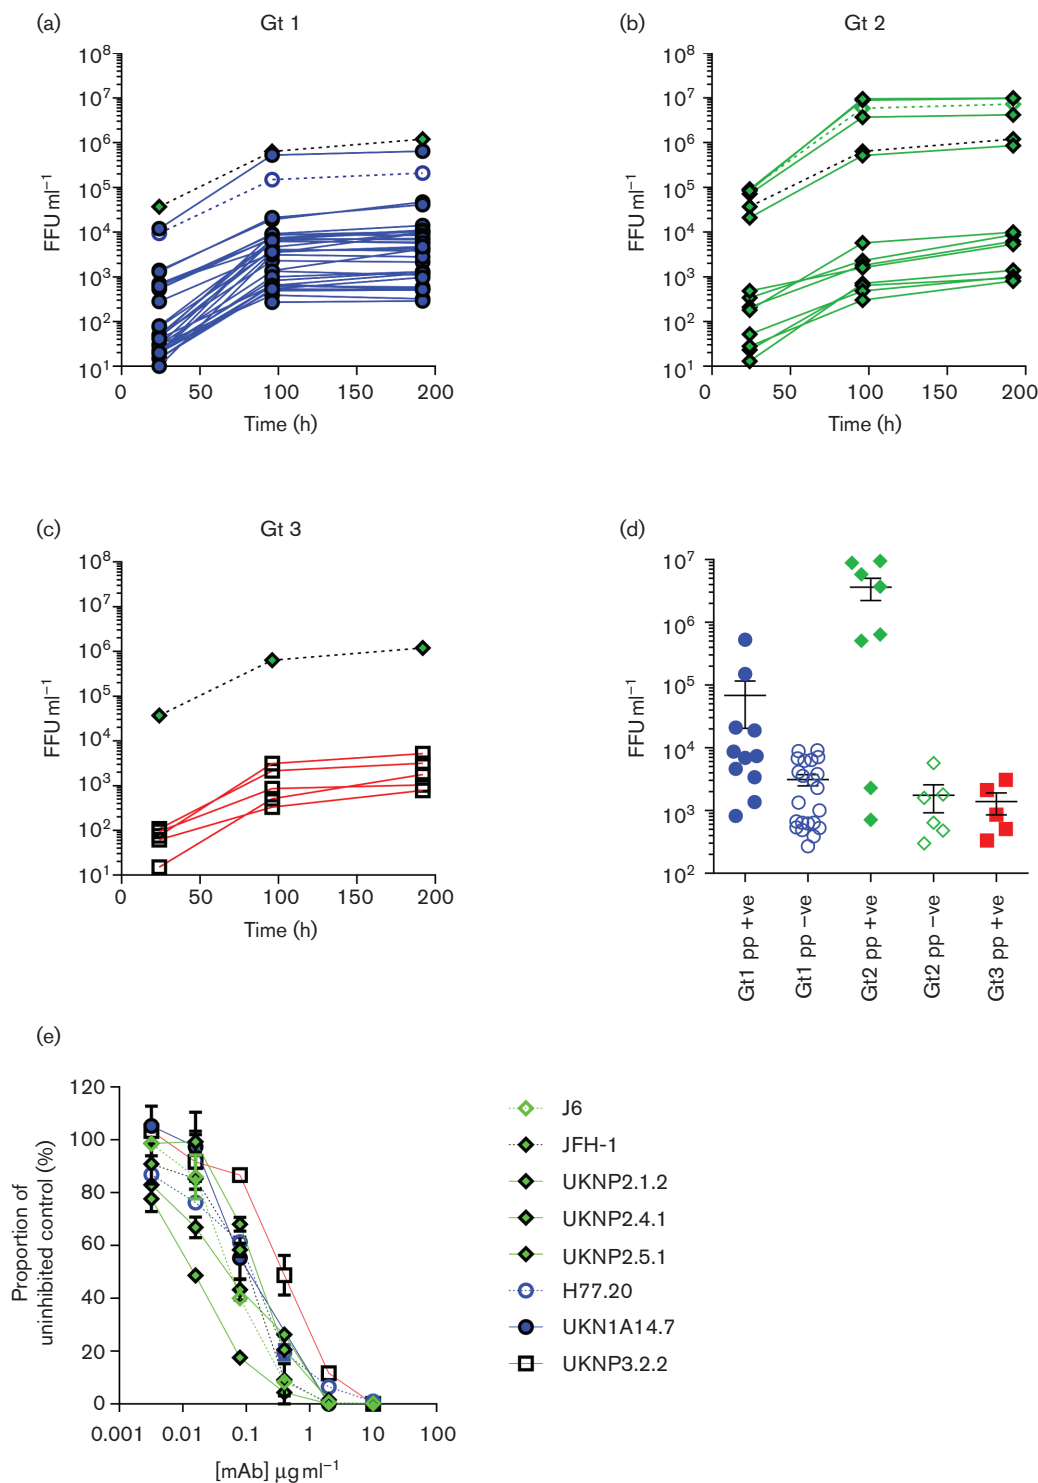 (a) Gt 1
10⁸
10⁷
10⁶
10⁵
10⁴
10³
10²
10¹
FFU ml⁻¹
0 50 100 150 200
Time (h)
(b) Gt 2
10⁸
10⁷
10⁶
10⁵
10⁴
10³
10²
10¹
FFU ml⁻¹
0 50 100 150 200
Time (h)
(c) Gt 3
10⁸
10⁷
10⁶
10⁵
10⁴
10³
10²
10¹
FFU ml⁻¹
0 50 100 150 200
Time (h)
(d)
10⁷
10⁶
10⁵
10⁴
10³
10²
FFU ml⁻¹
Gt1 pp +ve
Gt1 pp −ve
Gt2 pp +ve
Gt2 pp −ve
Gt3 pp +ve
(e)
120
100
80
60
40
20
0
Proportion of
uninhibited control (%)
0.001 0.01 0.1 1 10 100
[mAb] μg ml⁻¹
J6
JFH-1
UKNP2.1.2
UKNP2.4.1
UKNP2.5.1
H77.20
UKN1A14.7
UKNP3.2.2